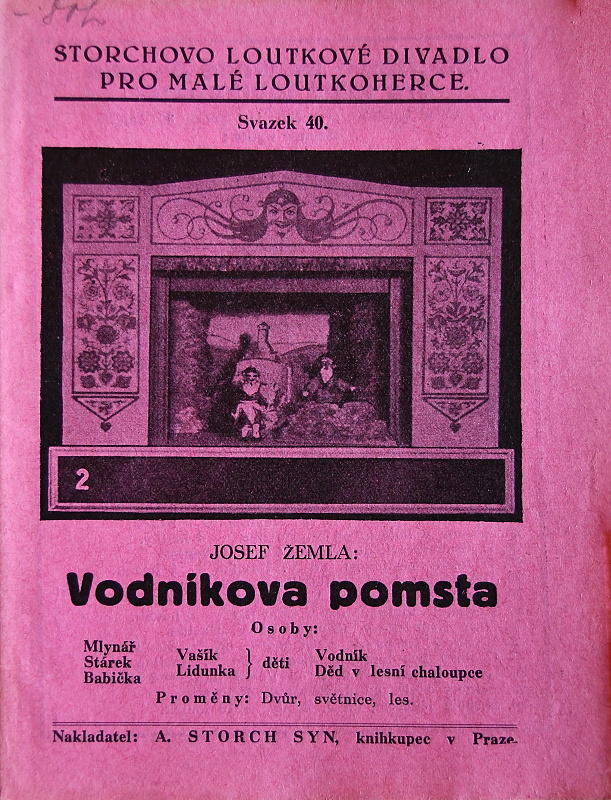 STORCHOVO LOUTKOVÉ DIVADLO
PRO MALÉ LOUTKOHERCE.
Svazek 40.
2
JOSEF ŽEMLA:
Vodníkova pomsta
Osoby:
Mlynář
Stárek
Babička
Vašík
Lidunka } děti
Vodník
Děd v lesní chaloupce
Proměny: Dvůr, světnice, les.
Nakladatel: A. STORCH SYN, knihkupec v Praze.